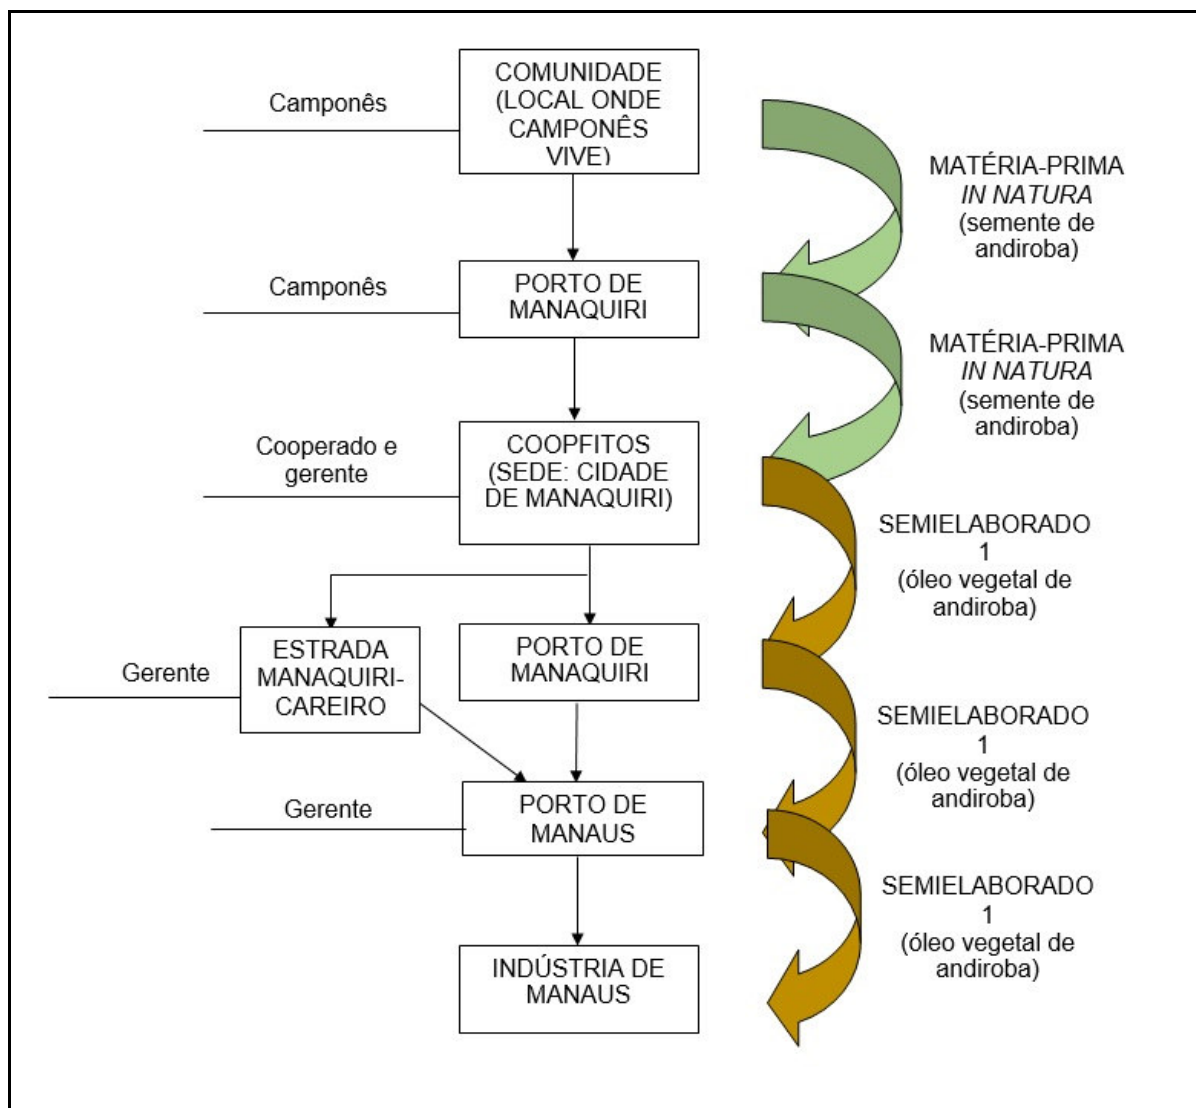 COMUNIDADE
(LOCAL ONDE
CAMPONÊS
VIVE)
Camponês
MATÉRIA-PRIMA
IN NATURA
(semente de
andiroba)
PORTO DE
MANAQUIRI
Camponês
MATÉRIA-PRIMA
IN NATURA
(semente de
andiroba)
COOPFITOS
(SEDE: CIDADE
DE MANAQUIRI)
Cooperado e
gerente
SEMIELABORADO
1
(óleo vegetal de
andiroba)
ESTRADA
MANAQUIRI-
CAREIRO
Gerente
PORTO DE
MANAQUIRI
SEMIELABORADO
1
(óleo vegetal de
andiroba)
PORTO DE
MANAUS
Gerente
SEMIELABORADO
1
(óleo vegetal de
andiroba)
INDÚSTRIA DE
MANAUS